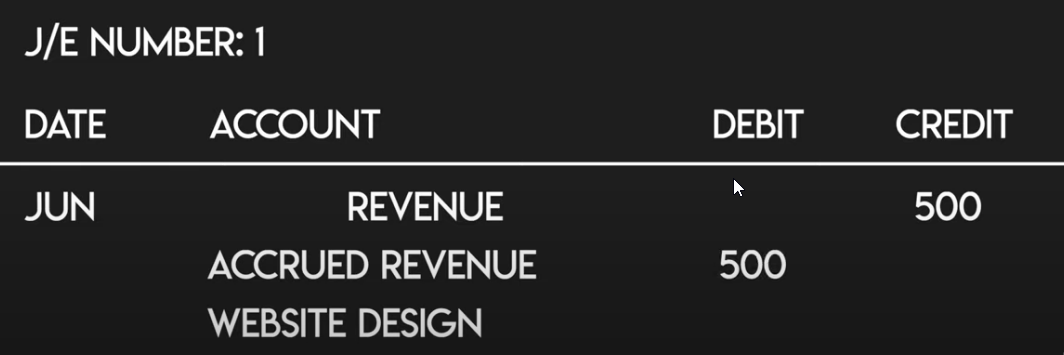 J/E NUMBER: 1
DATE ACCOUNT DEBIT CREDIT
JUN REVENUE 500
ACCRUED REVENUE 500
WEBSITE DESIGN